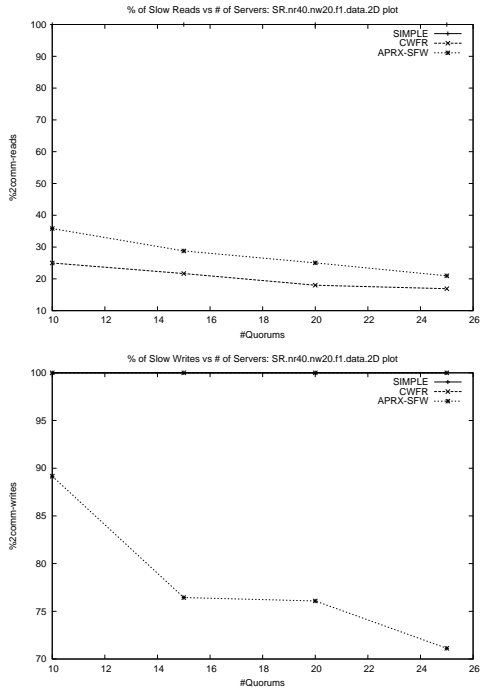 % of Slow Reads vs # of Servers: SR.nr40.nw20.f1.data.2D plot
100
90
80
70
60
50
40
30
20
10
%2comm-reads
SIMPLE
CWFR
APRX-SFW
10 12 14 16 18 20 22 24 26
#Quorums
% of Slow Writes vs # of Servers: SR.nr40.nw20.f1.data.2D plot
100
95
90
85
80
75
70
%2comm-writes
SIMPLE
CWFR
APRX-SFW
10 12 14 16 18 20 22 24 26
#Quorums